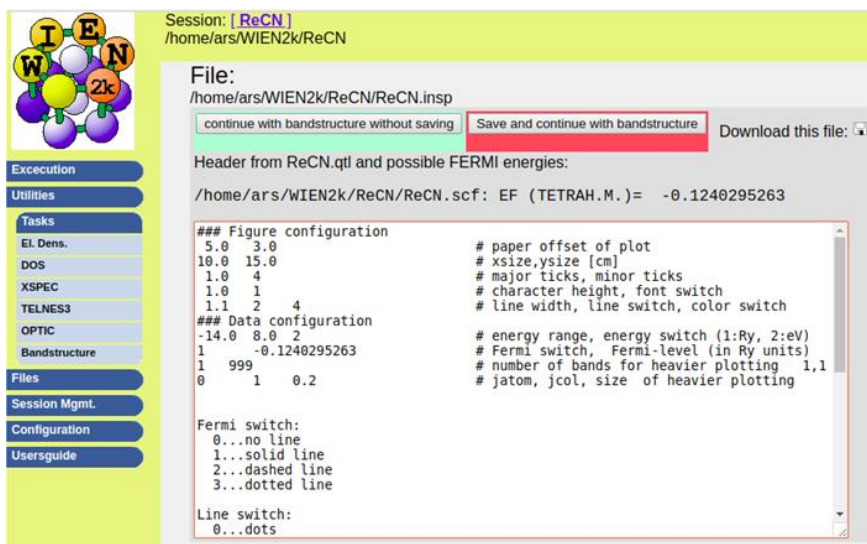 W I E N 2k
Session: [ ReCN ]
/home/ars/WIEN2k/ReCN
Excecution
Utilities
Tasks
El. Dens.
DOS
XSPEC
TELNES3
OPTIC
Bandstructure
Files
Session Mgmt.
Configuration
Usersguide
File:
/home/ars/WIEN2k/ReCN/ReCN.insp
continue with bandstructure without saving
Save and continue with bandstructure
Download this file:
Header from ReCN.qtl and possible FERMI energies:
/home/ars/WIEN2k/ReCN/ReCN.scf: EF (TETRAH.M.)=  -0.1240295263
### Figure configuration
 5.0   3.0                         # paper offset of plot
10.0  15.0                         # xsize,ysize [cm]
 1.0   4                           # major ticks, minor ticks
 1.0   1                           # character height, font switch
 1.1   2    4                      # line width, line switch, color switch
### Data configuration
-14.0  8.0  2                      # energy range, energy switch (1:Ry, 2:eV)
1      -0.1240295263               # Fermi switch,  Fermi-level (in Ry units)
1   999                            # number of bands for heavier plotting   1,1
0      1    0.2                    # jatom, jcol, size  of heavier plotting
Fermi switch:
  0...no line
  1...solid line
  2...dashed line
  3...dotted line
Line switch:
  0...dots